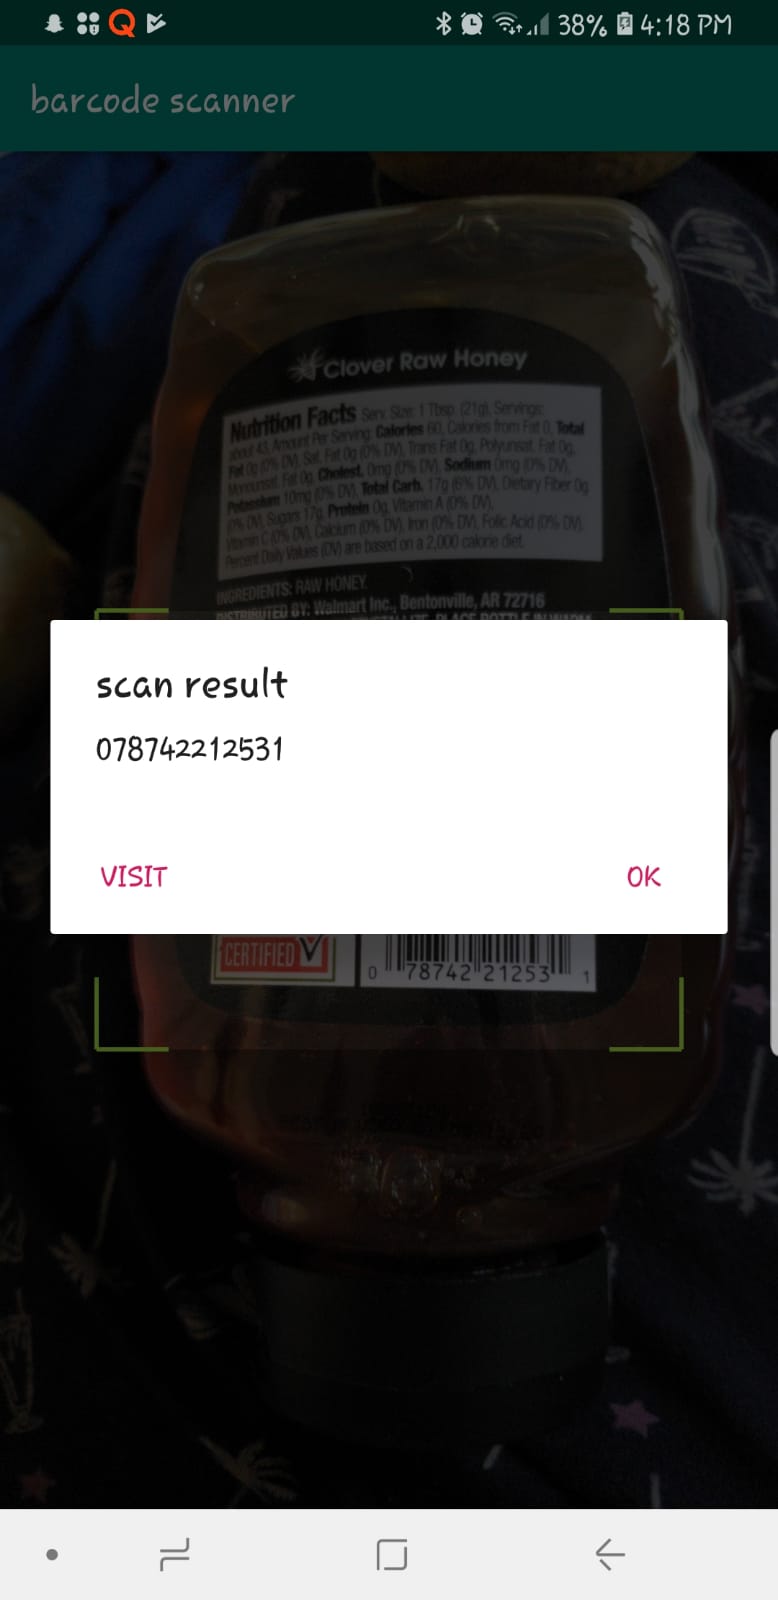 38% 4:18 PM
barcode scanner
Clover Raw Honey
Nutrition Facts Serv. Size: 1 Tbsp. (21g), Servings:
about 43, Amount Per Serving: Calories 60, Calories from Fat 0, Total
Fat 0g (0% DV), Sat. Fat 0g (0% DV), Trans Fat 0g, Polyunsat. Fat 0g,
Monounsat. Fat 0g, Cholest. 0mg (0% DV), Sodium 0mg (0% DV),
Potassium 10mg (0% DV), Total Carb. 17g (6% DV), Dietary Fiber 0g
(0% DV), Sugars 17g, Protein 0g, Vitamin A (0% DV),
Vitamin C (0% DV), Calcium (0% DV), Iron (0% DV), Folic Acid (0% DV).
Percent Daily Values (DV) are based on a 2,000 calorie diet.
INGREDIENTS: RAW HONEY.
DISTRIBUTED BY: Walmart Inc., Bentonville, AR 72716
scan result
078742212531
VISIT OK
CERTIFIED
0 78742 21253 1